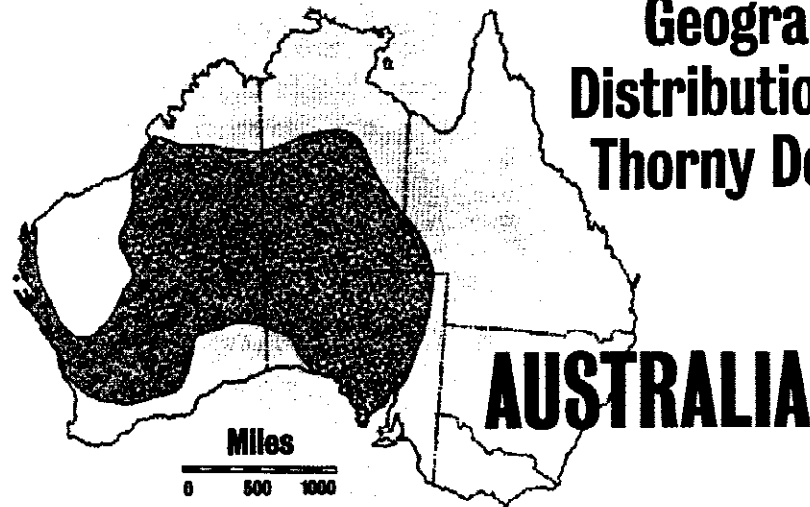 Geogra
Distributio
Thorny De
AUSTRALIA
Miles
0 500 1000